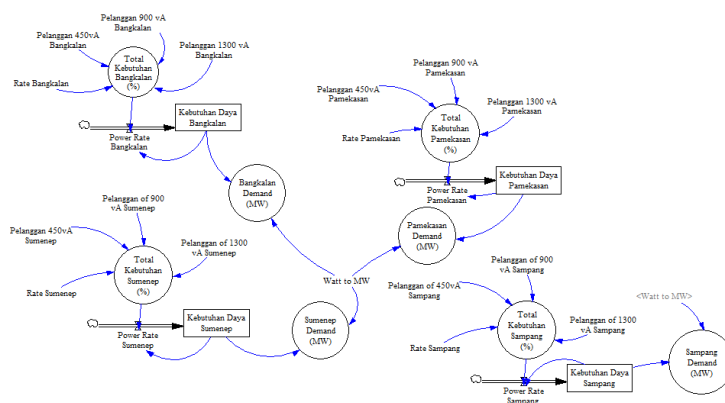 Pelanggan 900 vA
Bangkalan
Pelanggan 450vA
Bangkalan
Pelanggan 1300 vA
Bangkalan
Total
Kebutuhan
Bangkalan
(%)
Rate Bangkalan
Kebutuhan Daya
Bangkalan
Power Rate
Bangkalan
Bangkalan
Demand
(MW)
Pelanggan 900 vA
Pamekasan
Pelanggan 450vA
Pamekasan
Pelanggan 1300 vA
Pamekasan
Total
Kebutuhan
Pamekasan
(%)
Rate Pamekasan
Kebutuhan Daya
Pamekasan
Power Rate
Pamekasan
Pamekasan
Demand
(MW)
Pelanggan of 900
vA Sumenep
Pelanggan 450vA
Sumenep
Pelanggan of 1300
vA Sumenep
Total
Kebutuhan
Sumenep
(%)
Rate Sumenep
Kebutuhan Daya
Sumenep
Power Rate
Sumenep
Sumenep
Demand
(MW)
Watt to MW
Pelanggan of 900
vA Sampang
Pelanggan of 450vA
Sampang
Pelanggan of 1300
vA Sampang
<Watt to MW>
Total
Kebutuhan
Sampang
(%)
Rate Sampang
Kebutuhan Daya
Sampang
Power Rate
Sampang
Sampang
Demand
(MW)